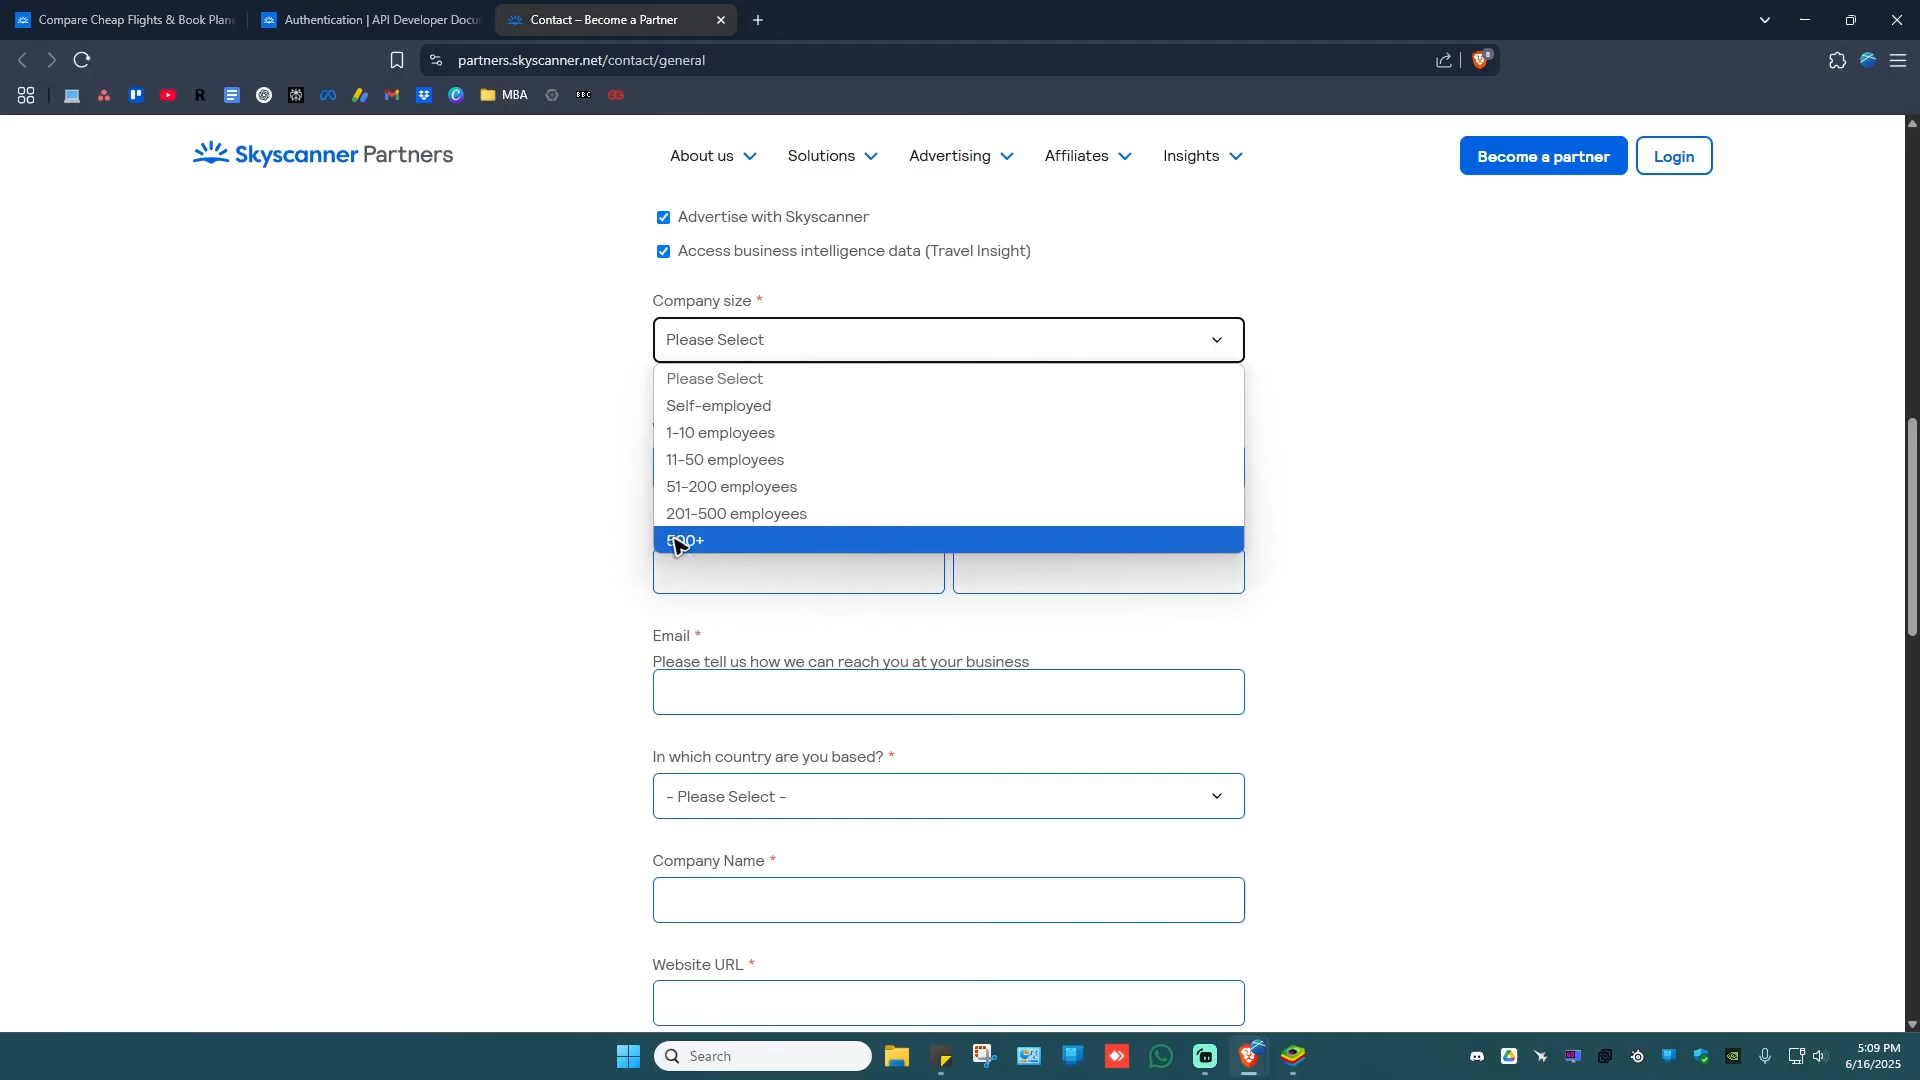 Compare Cheap Flights & Book Plane
Authentication | API Developer Docu
Contact – Become a Partner
partners.skyscanner.net/contact/general
8
MBA
BBC
Skyscanner Partners
About us
Solutions
Advertising
Affiliates
Insights
Become a partner
Login
Advertise with Skyscanner
Access business intelligence data (Travel Insight)
Company size *
Please Select
Please Select
Self-employed
1-10 employees
11-50 employees
51-200 employees
201-500 employees
500+
Email *
Please tell us how we can reach you at your business
In which country are you based? *
- Please Select -
Company Name *
Website URL *
Search
5:09 PM
6/16/2025